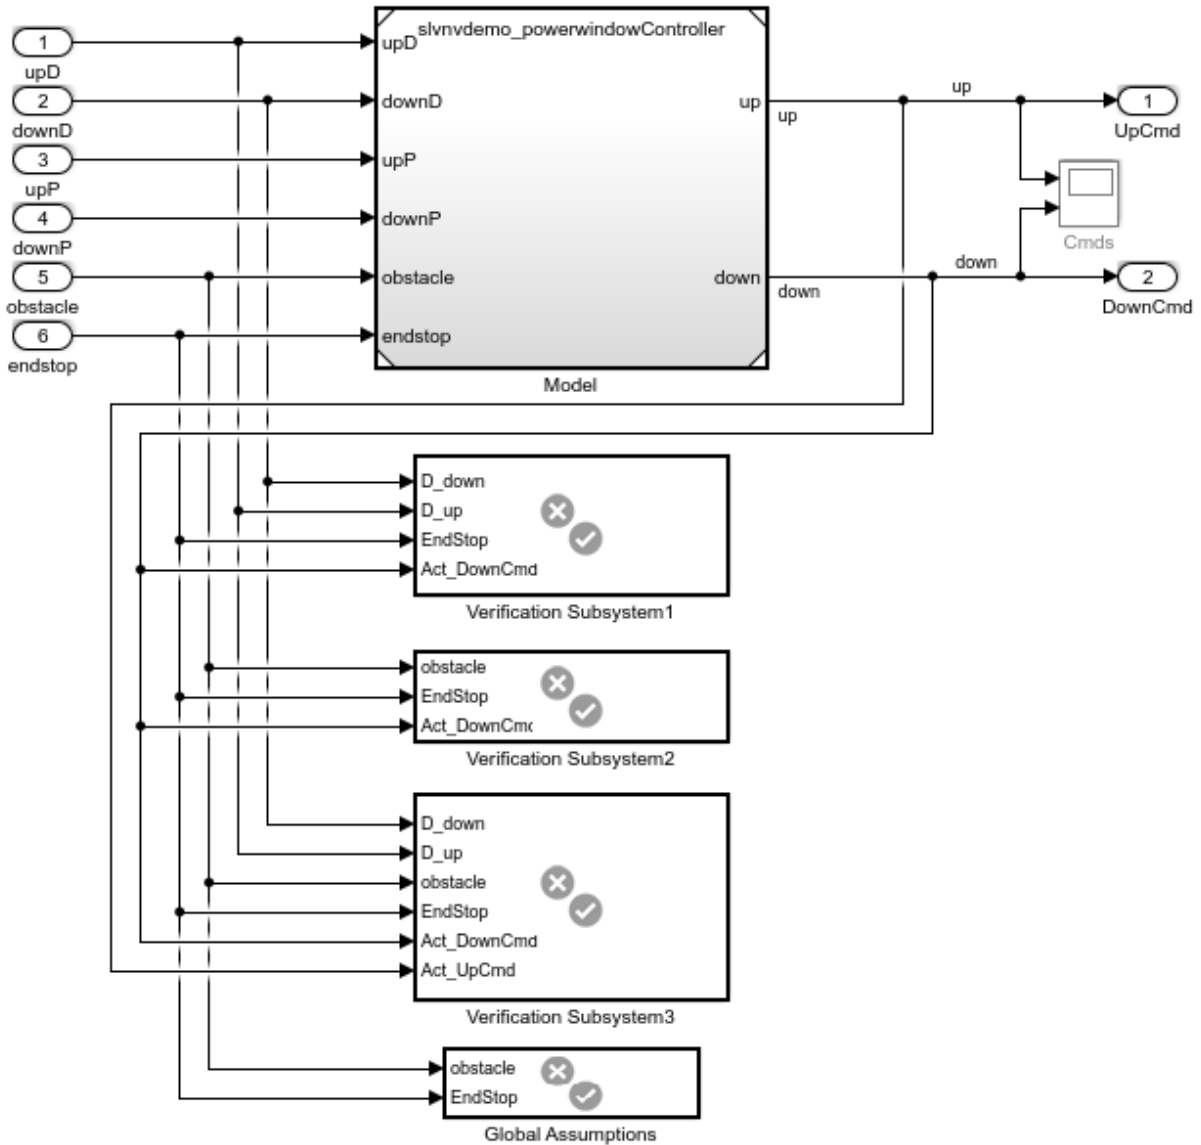 slvnvdemo_powerwindowController
1
upD
upD
2
downD
downD
up
up
up
1
UpCmd
3
upP
upP
4
downP
downP
Cmds
5
obstacle
obstacle
down
down
down
2
DownCmd
6
endstop
endstop
Model
D_down
D_up
EndStop
Act_DownCmd
Verification Subsystem1
obstacle
EndStop
Act_DownCmc
Verification Subsystem2
D_down
D_up
obstacle
EndStop
Act_DownCmd
Act_UpCmd
Verification Subsystem3
obstacle
EndStop
Global Assumptions